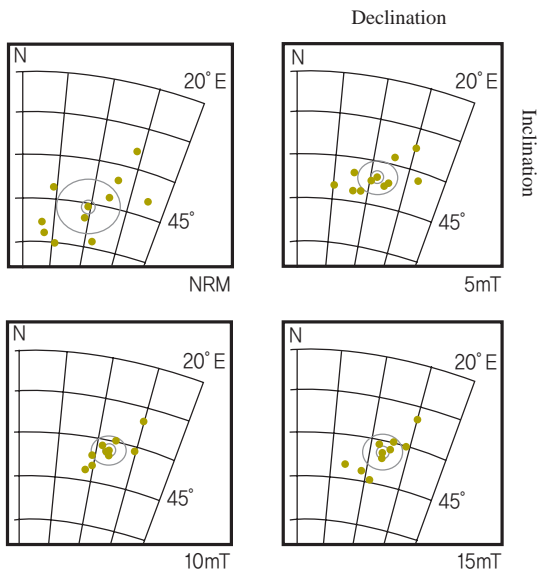 Declination
N
20° E
45°
NRM
N
20° E
45°
5mT
Inclination
N
20° E
45°
10mT
N
20° E
45°
15mT